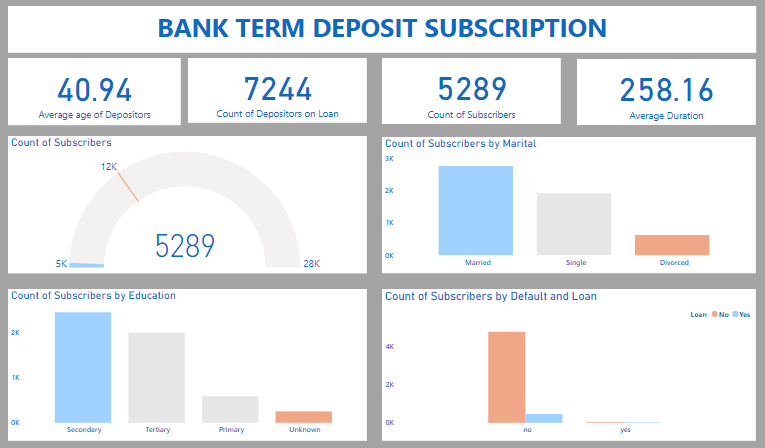 BANK TERM DEPOSIT SUBSCRIPTION
40.94
Average age of Depositors
7244
Count of Depositors on Loan
5289
Count of Subscribers
258.16
Average Duration
Count of Subscribers
12K
5289
5K
28K
Count of Subscribers by Marital
3K
2K
1K
0K
Married Single Divorced
Count of Subscribers by Education
2K
1K
0K
Secondary Tertiary Primary Unknown
Count of Subscribers by Default and Loan
Loan No Yes
4K
2K
0K
no yes